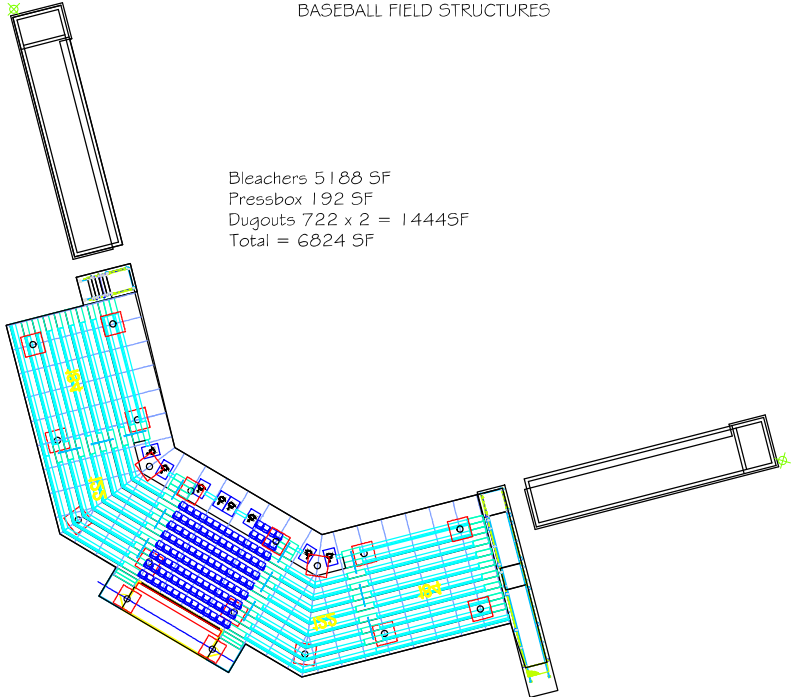 BASEBALL FIELD STRUCTURES
Bleachers 5188 SF
Pressbox 192 SF
Dugouts 722 x 2 = 1444SF
Total = 6824 SF